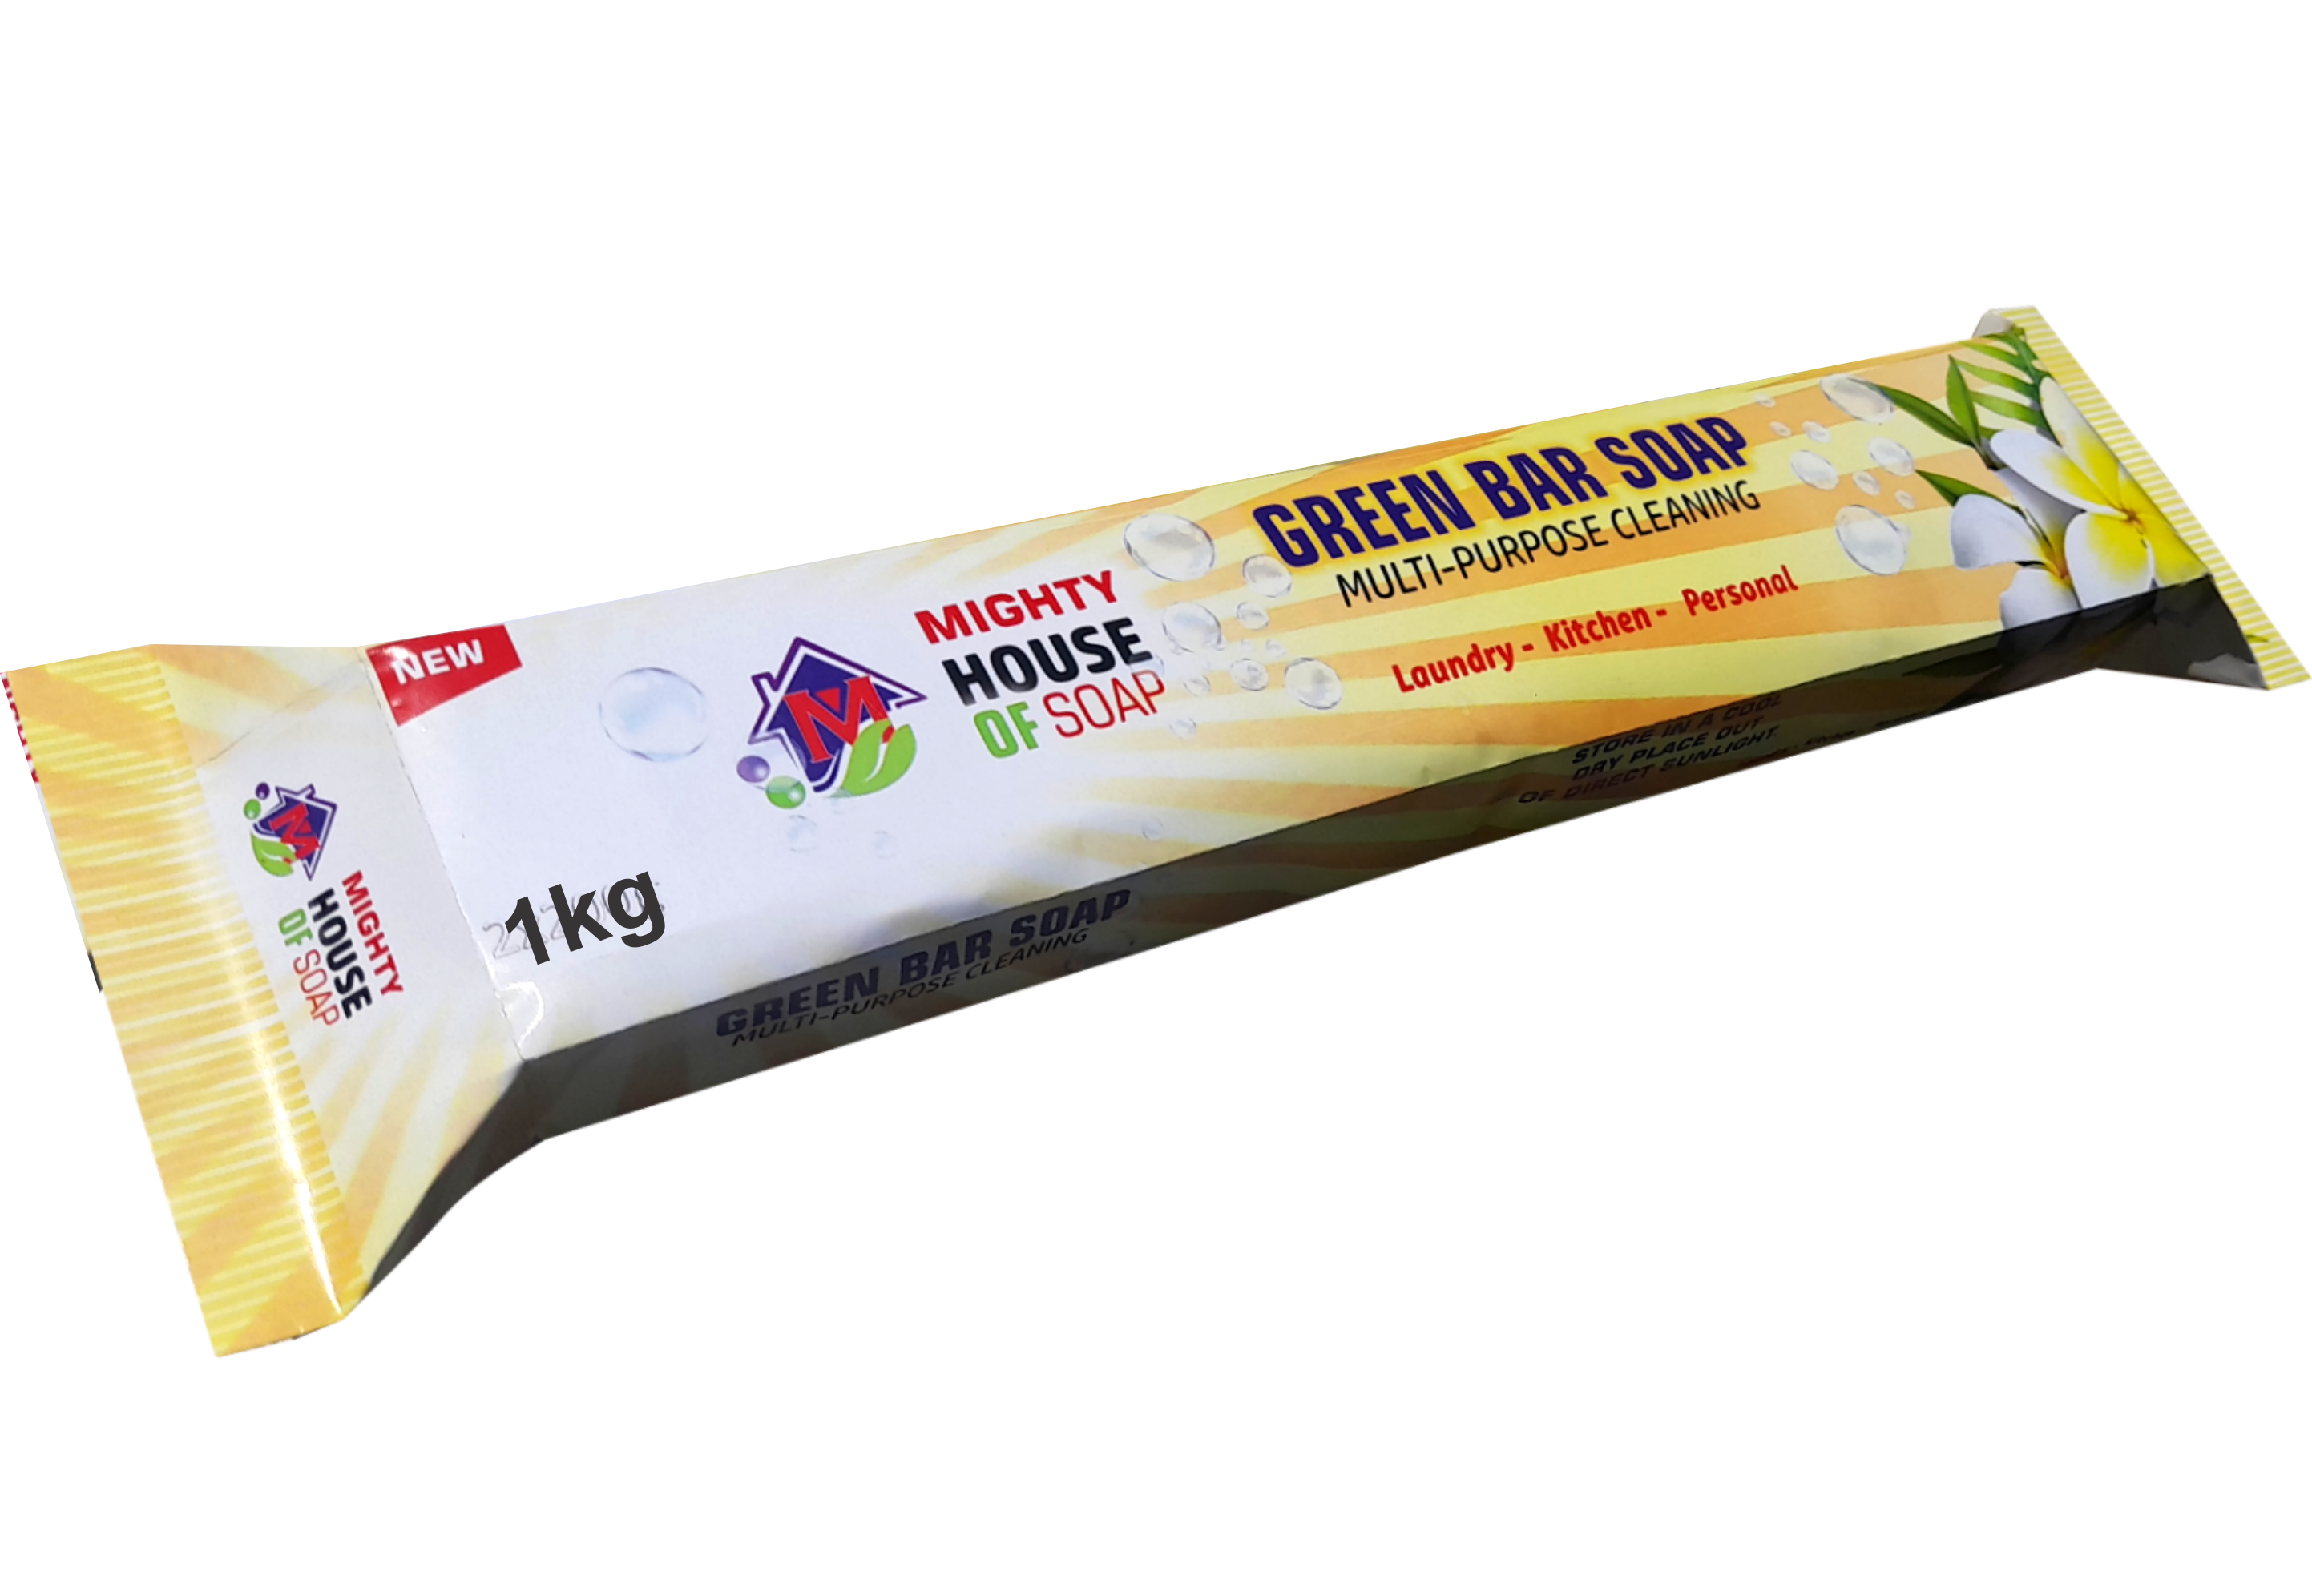 NEW
MIGHTY
HOUSE
OF SOAP
GREEN BAR SOAP
MULTI-PURPOSE CLEANING
Laundry - Kitchen - Personal
1kg
M
MIGHTY
HOUSE
OF SOAP
M
GREEN BAR SOAP
MULTI-PURPOSE CLEANING
STORE IN A COOL
DRY PLACE OUT
OF DIRECT SUNLIGHT.